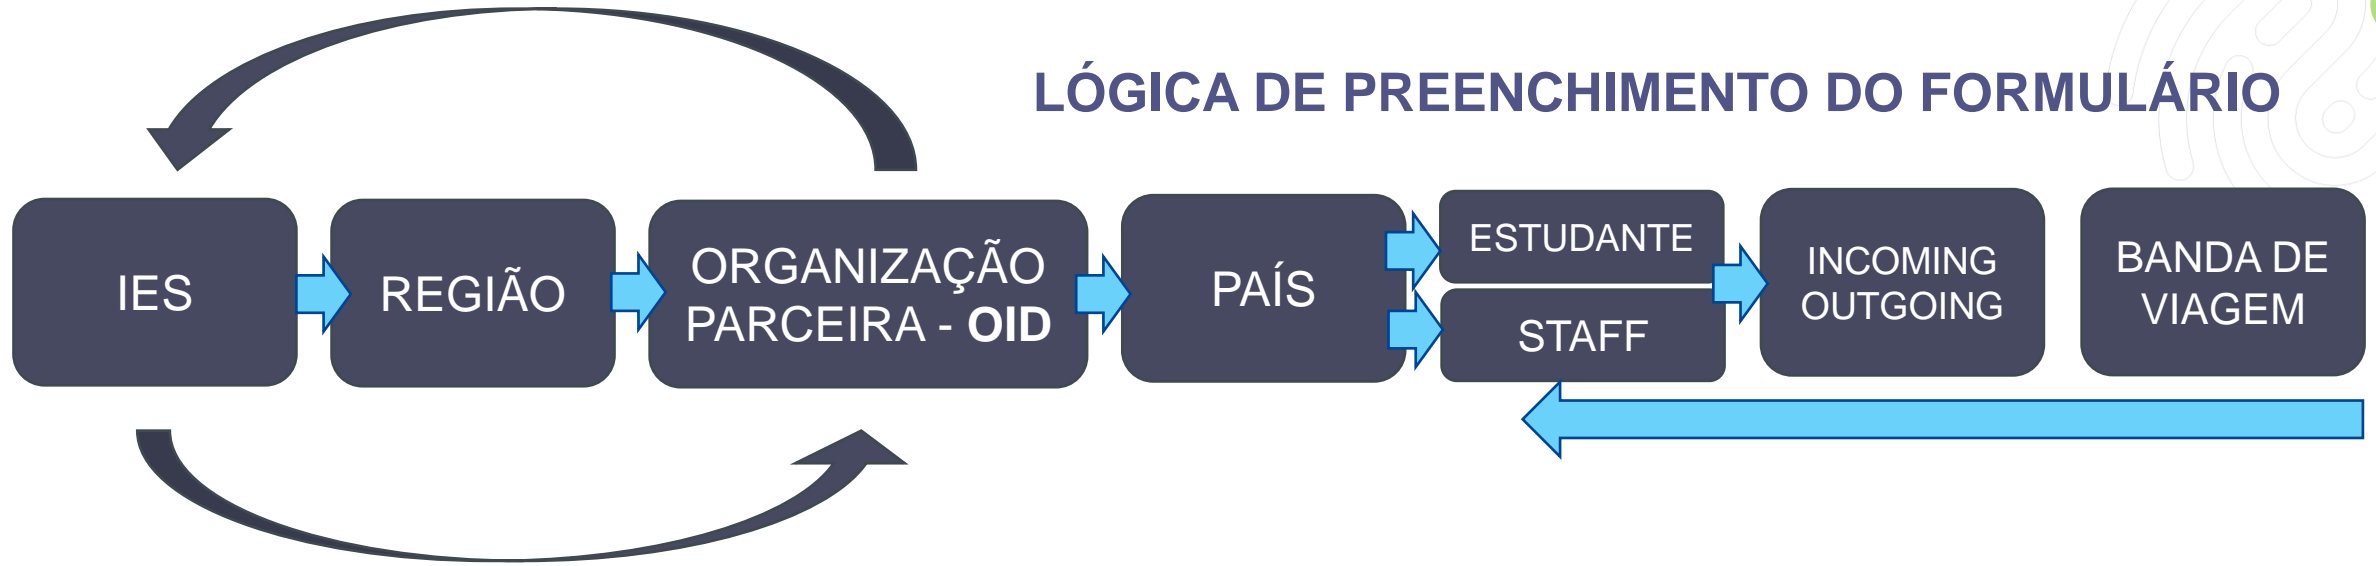 LÓGICA DE PREENCHIMENTO DO FORMULÁRIO
IES
REGIÃO
ORGANIZAÇÃO
PARCEIRA - OID
PAÍS
ESTUDANTE
STAFF
INCOMING
OUTGOING
BANDA DE
VIAGEM